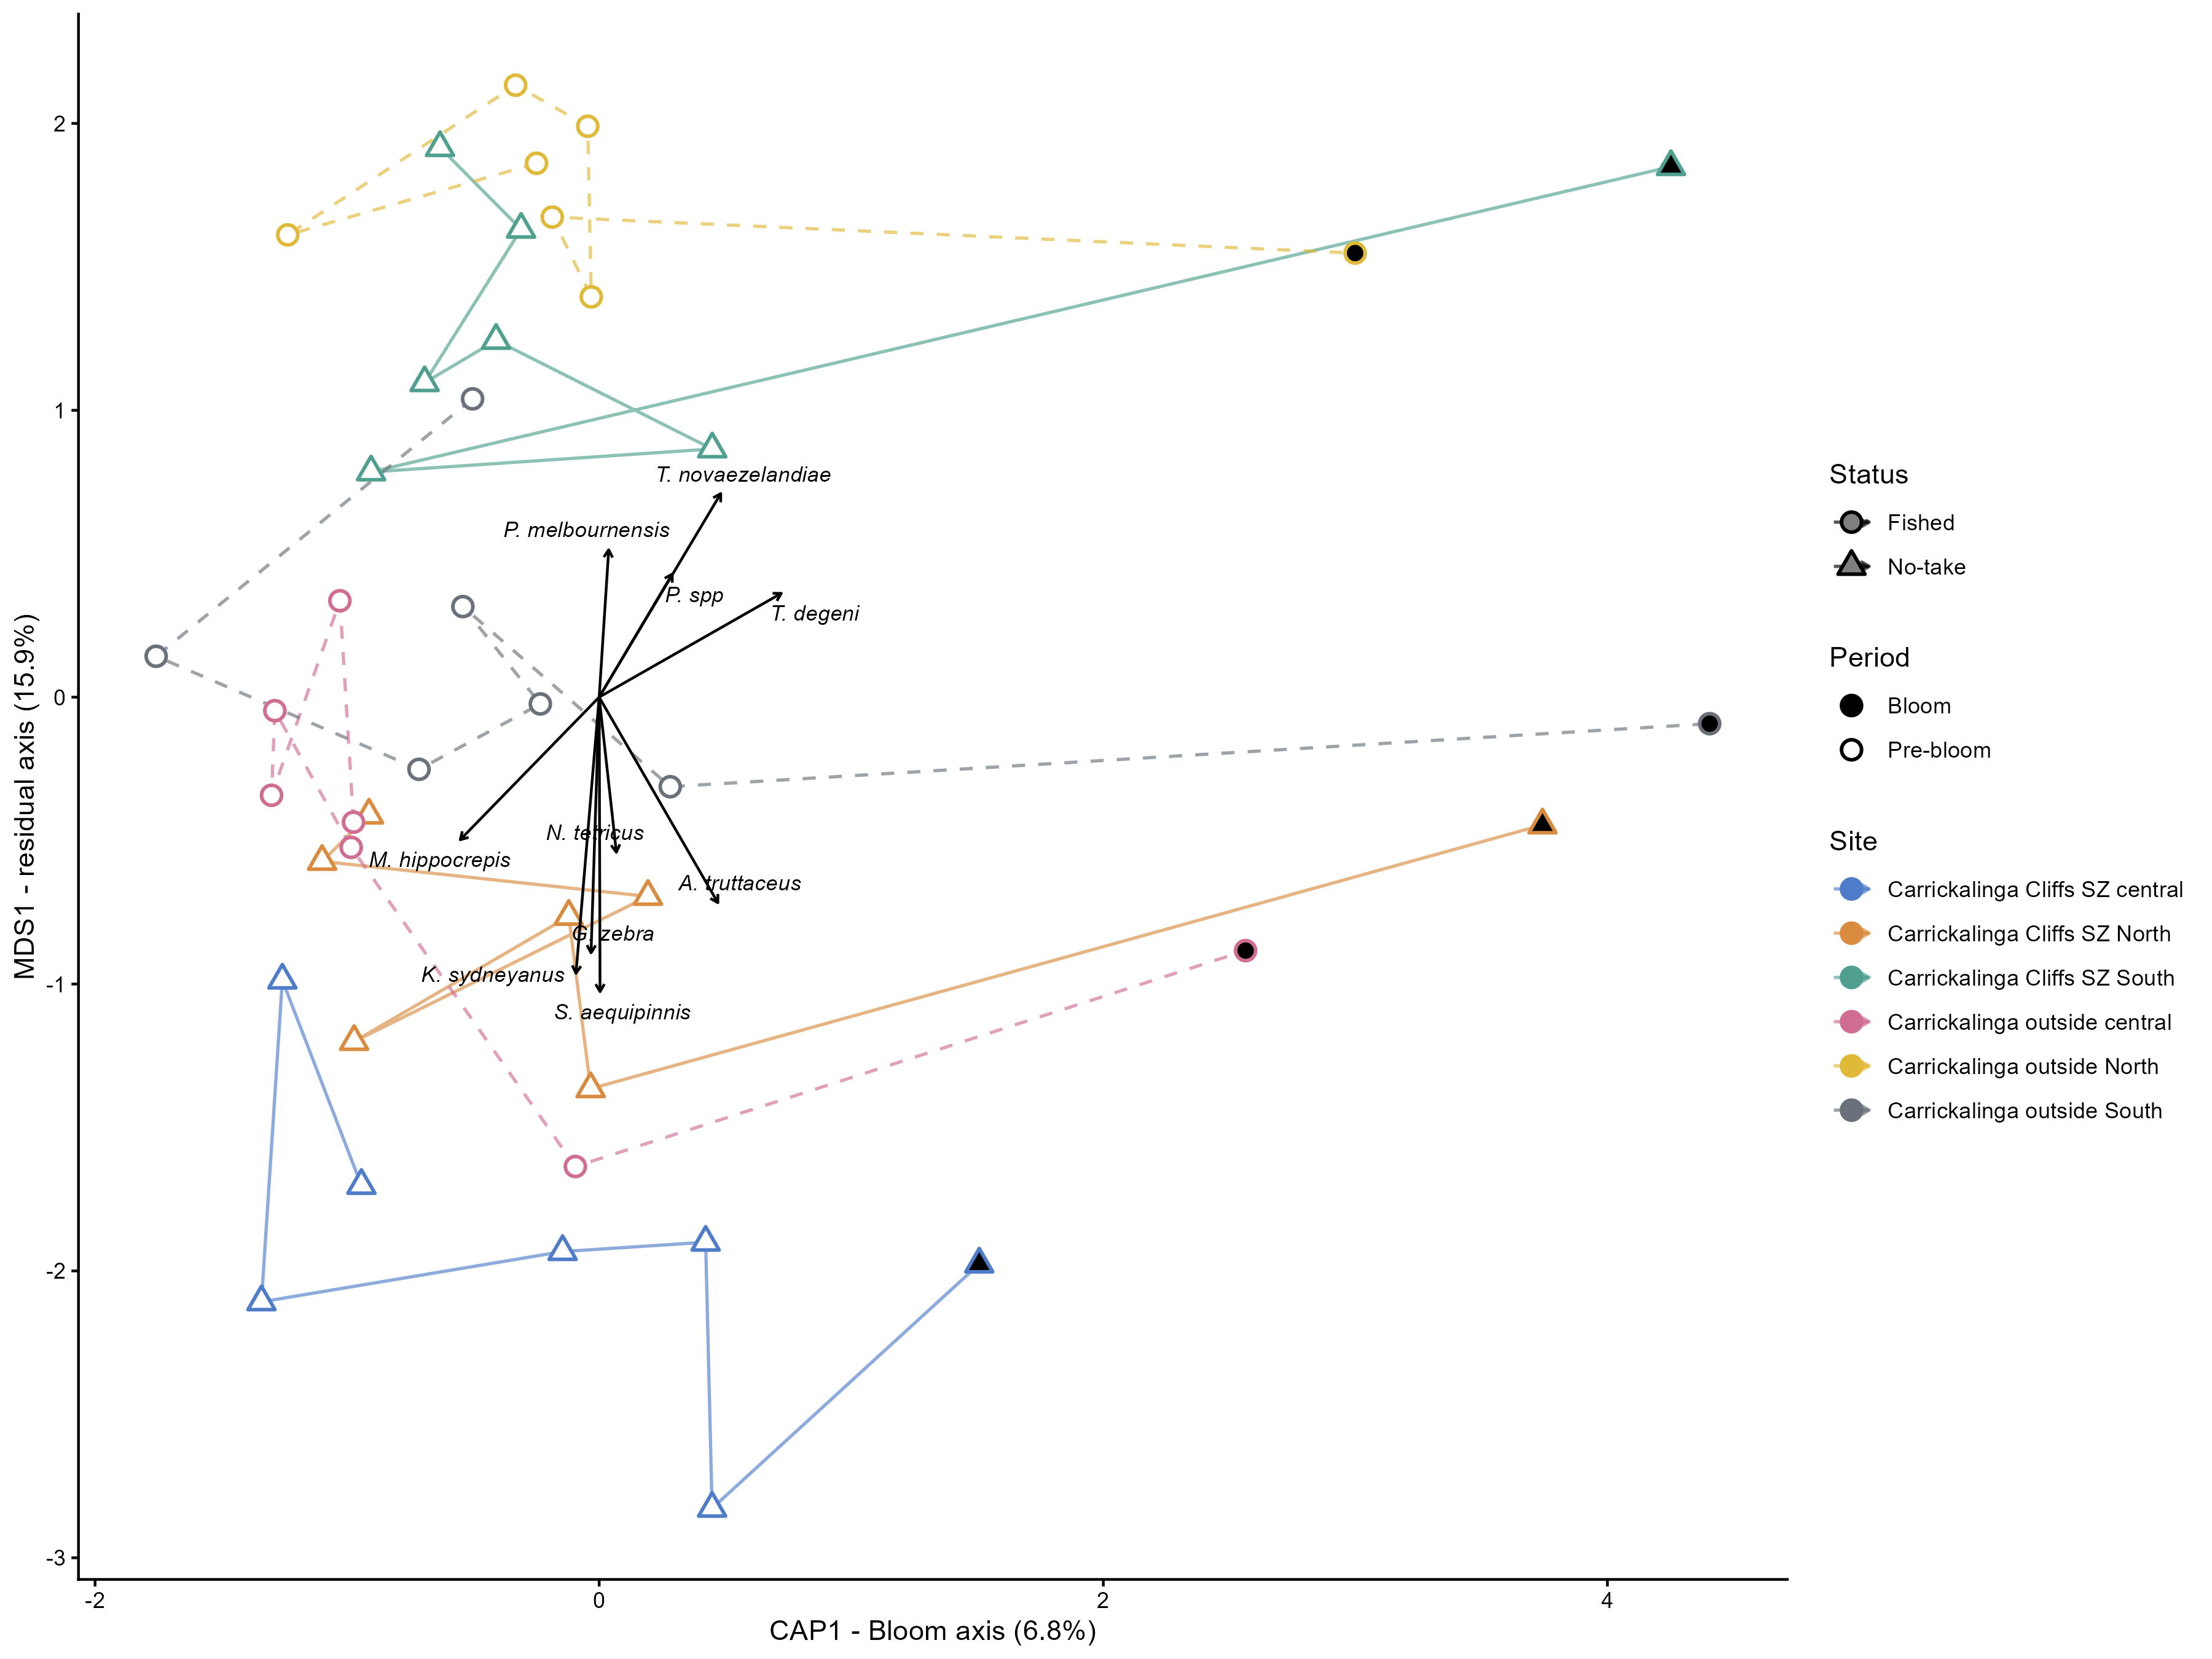 2
1
0
-1
-2
-3
MDS1 - residual axis (15.9%)
T. novaezelandiae
P. melbournensis
P. spp
T. degeni
N. tetricus
M. hippocrepis
A. truttaceus
G. zebra
K. sydneyanus
S. aequipinnis
-2
0
2
4
CAP1 - Bloom axis (6.8%)
Status
Fished
No-take
Period
Bloom
Pre-bloom
Site
Carrickalinga Cliffs SZ central
Carrickalinga Cliffs SZ North
Carrickalinga Cliffs SZ South
Carrickalinga outside central
Carrickalinga outside North
Carrickalinga outside South